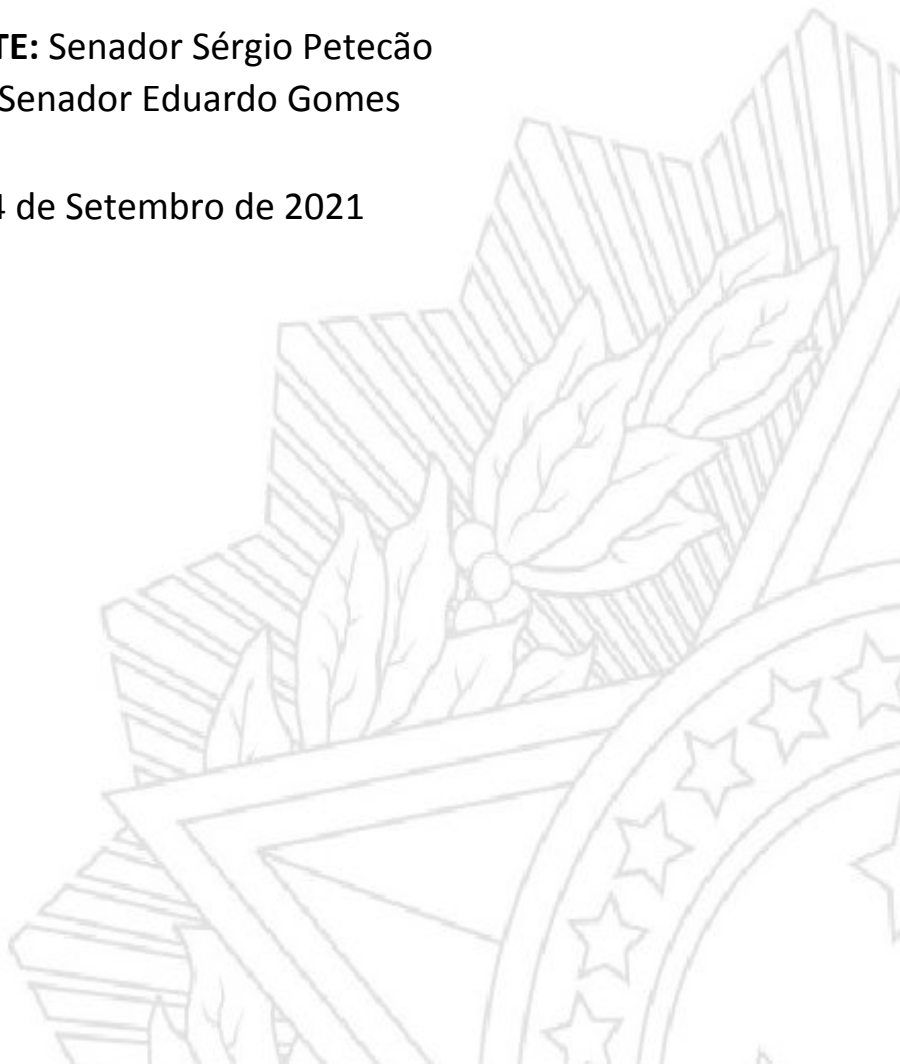 TE: Senador Sérgio Petecão
Senador Eduardo Gomes
4 de Setembro de 2021